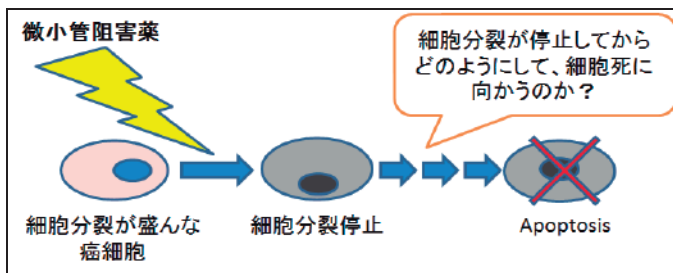 微小管阻害薬
細胞分裂が停止してから
どのようにして、細胞死に
向かうのか？
細胞分裂が盛んな
癌細胞
細胞分裂停止
Apoptosis